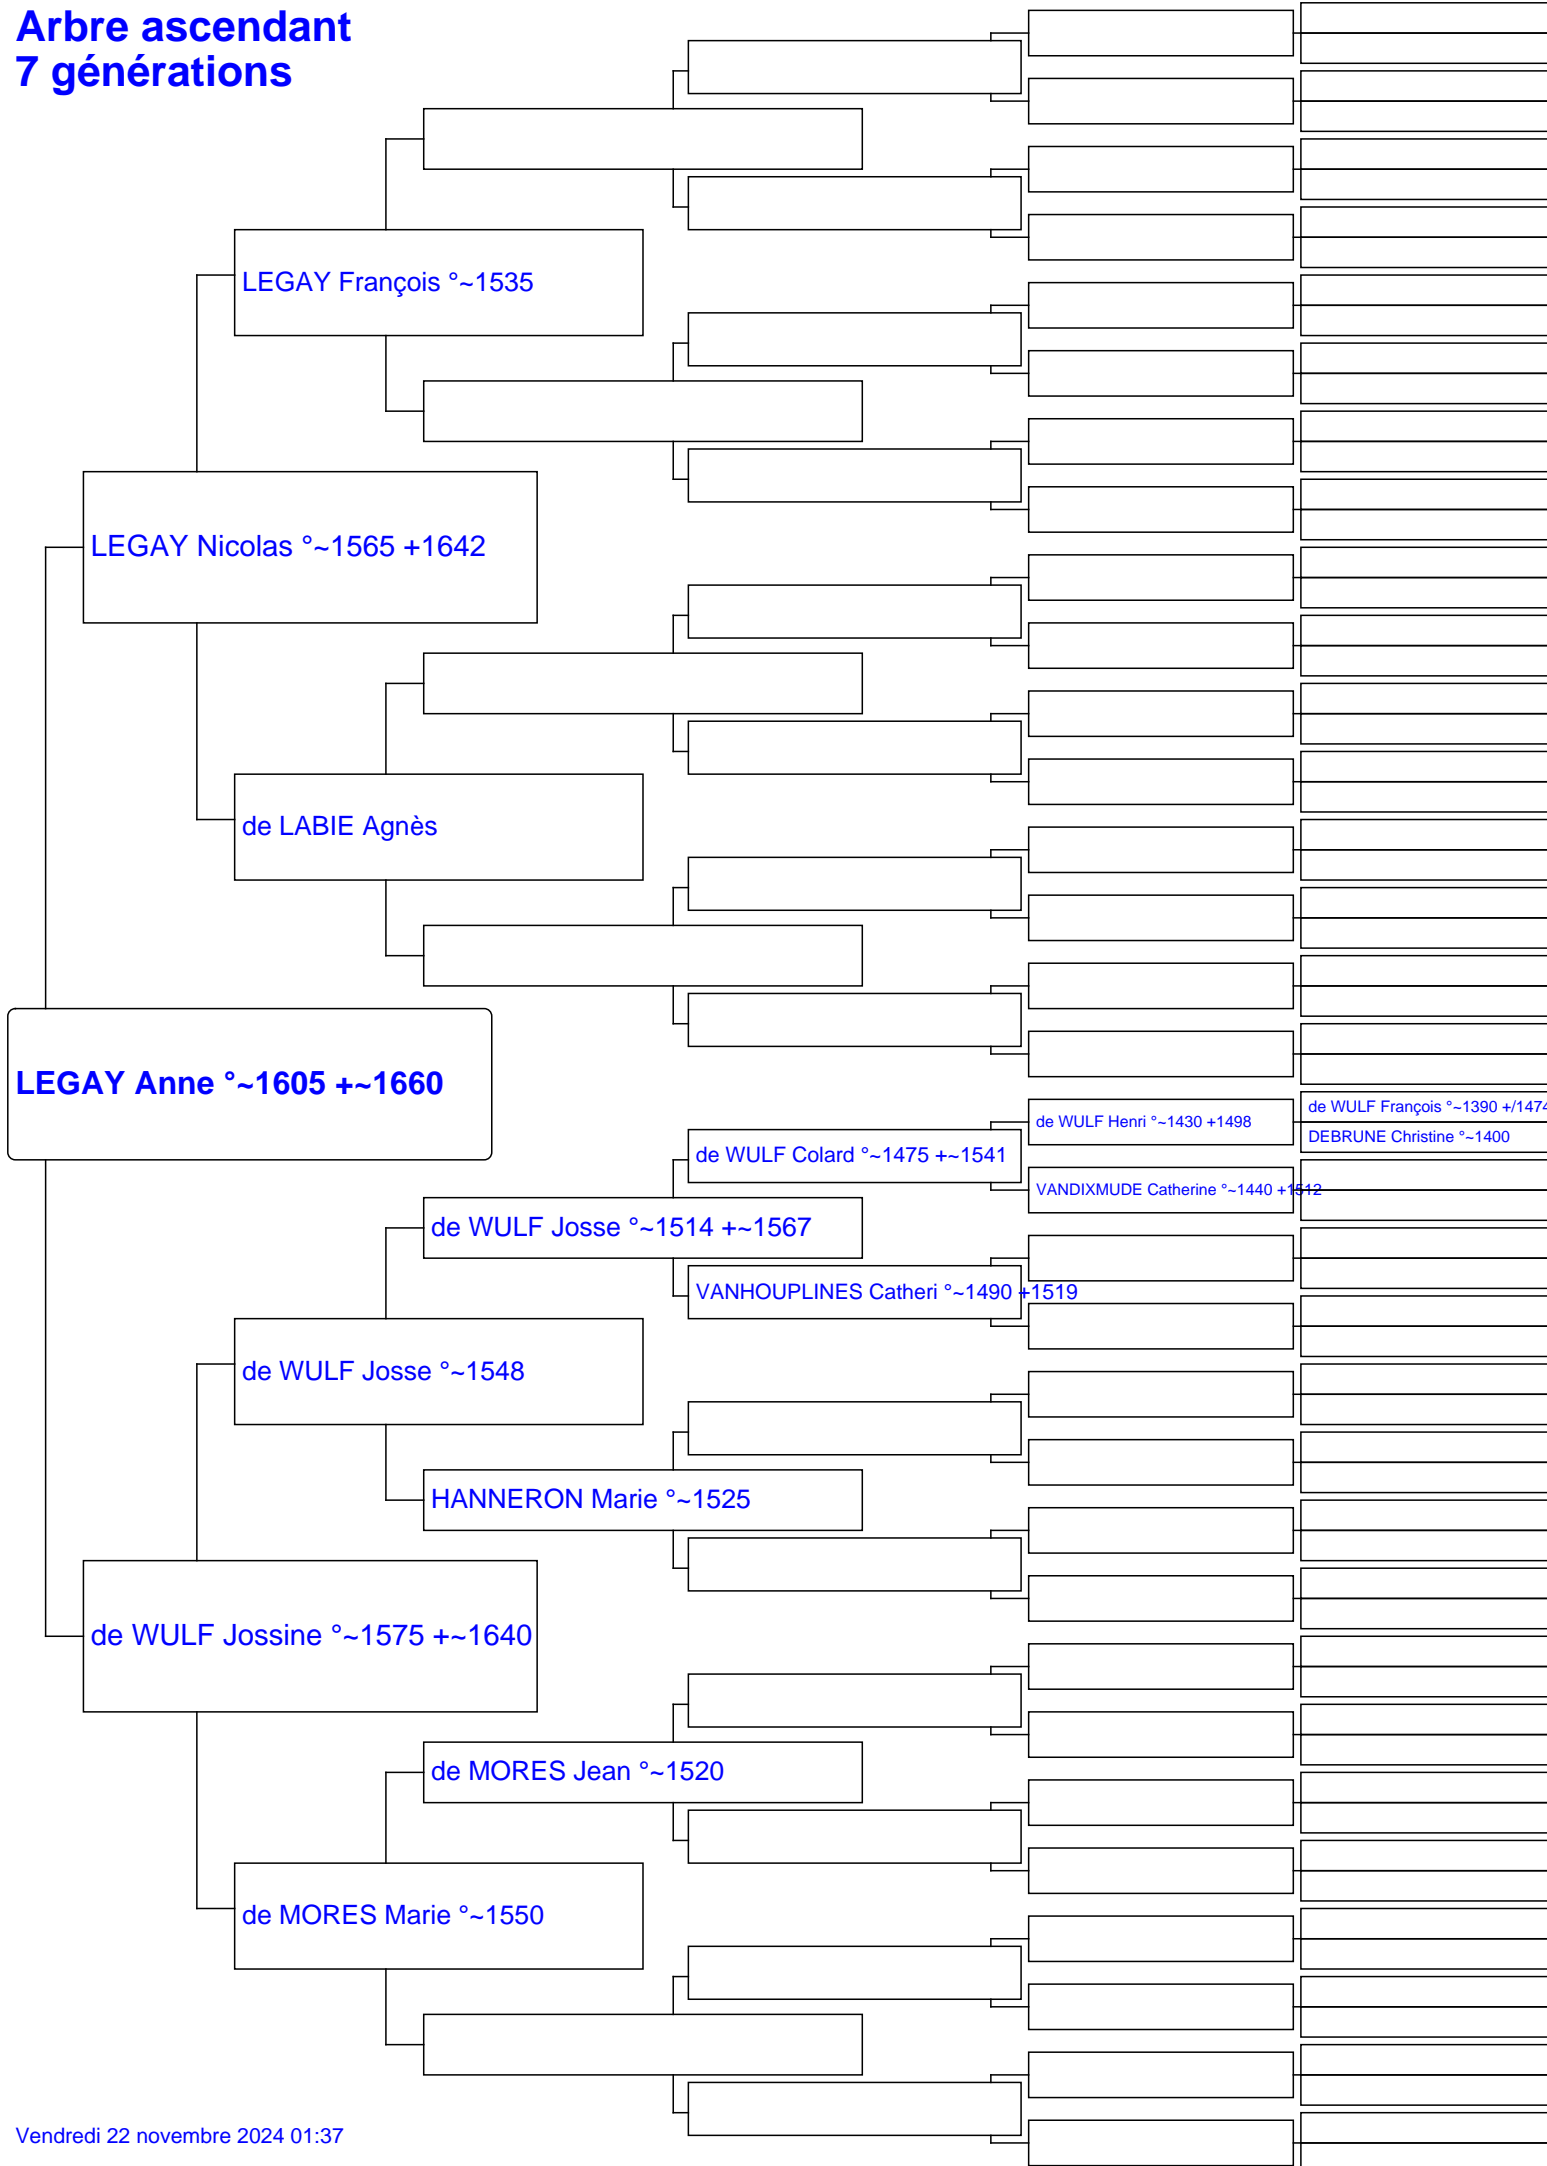 Arbre ascendant
7 générations
LEGAY François °~1535
LEGAY Nicolas °~1565 +1642
de LABIE Agnès
LEGAY Anne °~1605 +~1660
de WULF François °~1390 +/1474
de WULF Henri °~1430 +1498
DEBRUNE Christine °~1400
de WULF Colard °~1475 +~1541
VANDIXMUDE Catherine °~1440 +1512
de WULF Josse °~1514 +~1567
VANHOUPLINES Catheri °~1490 +1519
de WULF Josse °~1548
HANNERON Marie °~1525
de WULF Jossine °~1575 +~1640
de MORES Jean °~1520
de MORES Marie °~1550
Vendredi 22 novembre 2024 01:37